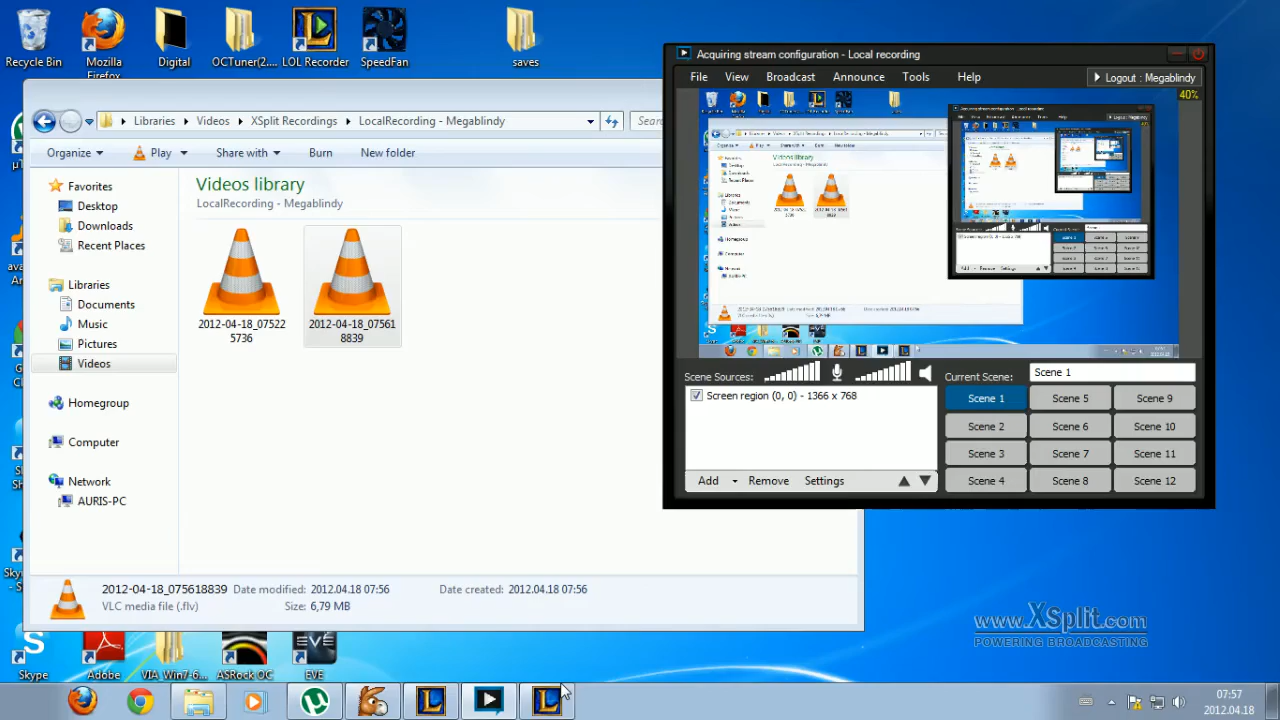 Recycle Bin
Mozilla Firefox
Digital
OCTuner(2....
LOL Recorder
SpeedFan
saves
Libraries
Videos
LocalRecording - Megablindy
Organize
Play
Share with
Burn
New folder
Favorites
Desktop
Downloads
Recent Places
Libraries
Documents
Music
Pictures
Videos
Homegroup
Computer
Network
AURIS-PC
Videos library
LocalRecording - Megablindy
2012-04-18_07522
5736
2012-04-18_07561
8839
2012-04-18_075618839
Date modified: 2012.04.18 07:56
Date created: 2012.04.18 07:56
VLC media file (.flv)
Size: 6,79 MB
Acquiring stream configuration - Local recording
File
View
Broadcast
Announce
Tools
Help
Logout : Megablindy
40%
Scene Sources:
Current Scene:
Scene 1
Screen region (0, 0) - 1366 x 768
Scene 1
Scene 5
Scene 9
Scene 2
Scene 6
Scene 10
Scene 3
Scene 7
Scene 11
Scene 4
Scene 8
Scene 12
Add
Remove
Settings
www.XSplit.com
POWERING BROADCASTING
Skype
Adobe
VIA Win7-6...
ASRock OC
EVE
07:57
2012.04.18